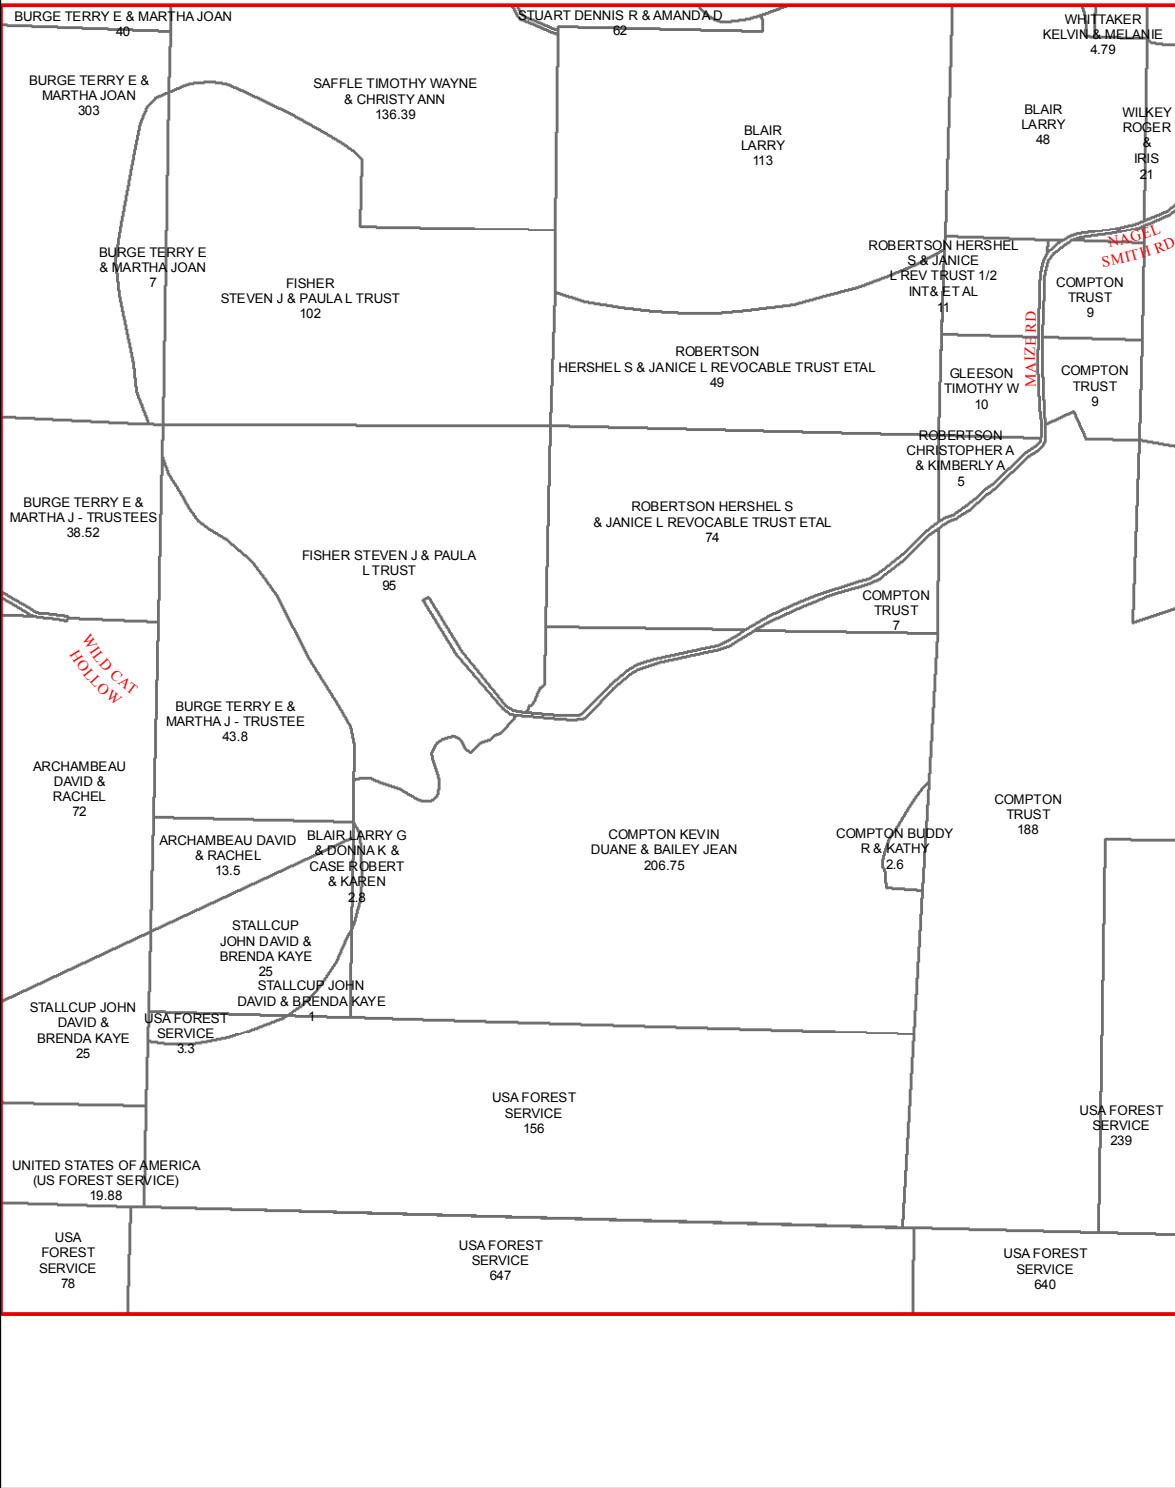 BURGE TERRY E & MARTHA JOAN
40
STUART DENNIS R & AMANDA D
62
WHITTAKER
KELVIN & MELANIE
4.79
BURGE TERRY E &
MARTHA JOAN
303
SAFFLE TIMOTHY WAYNE
& CHRISTY ANN
136.39
BLAIR
LARRY
113
BLAIR
LARRY
48
WILKEY
ROGER
&
IRIS
21
BURGE TERRY E
& MARTHA JOAN
7
FISHER
STEVEN J & PAULA L TRUST
102
ROBERTSON HERSHEL
S & JANICE
L REV TRUST 1/2
INT& ET AL
11
NAGEL
SMITH RD
COMPTON
TRUST
9
MAIZE RD
ROBERTSON
HERSHEL S & JANICE L REVOCABLE TRUST ETAL
49
GLEESON
TIMOTHY W
10
COMPTON
TRUST
9
ROBERTSON
CHRISTOPHER A
& KIMBERLY A
5
BURGE TERRY E &
MARTHA J - TRUSTEES
38.52
ROBERTSON HERSHEL S
& JANICE L REVOCABLE TRUST ETAL
74
FISHER STEVEN J & PAULA
L TRUST
95
COMPTON
TRUST
7
WILD CAT
HOLLOW
BURGE TERRY E &
MARTHA J - TRUSTEE
43.8
ARCHAMBEAU
DAVID &
RACHEL
72
COMPTON
TRUST
188
ARCHAMBEAU DAVID
& RACHEL
13.5
BLAIR LARRY G
& DONNA K &
CASE ROBERT
& KAREN
2.8
COMPTON KEVIN
DUANE & BAILEY JEAN
206.75
COMPTON BUDDY
R & KATHY
2.6
STALLCUP
JOHN DAVID &
BRENDA KAYE
25
STALLCUP JOHN
DAVID & BRENDA KAYE
1
STALLCUP JOHN
DAVID &
BRENDA KAYE
25
USA FOREST
SERVICE
3.3
USA FOREST
SERVICE
156
USA FOREST
SERVICE
239
UNITED STATES OF AMERICA
(US FOREST SERVICE)
19.88
USA
FOREST
SERVICE
78
USA FOREST
SERVICE
647
USA FOREST
SERVICE
640